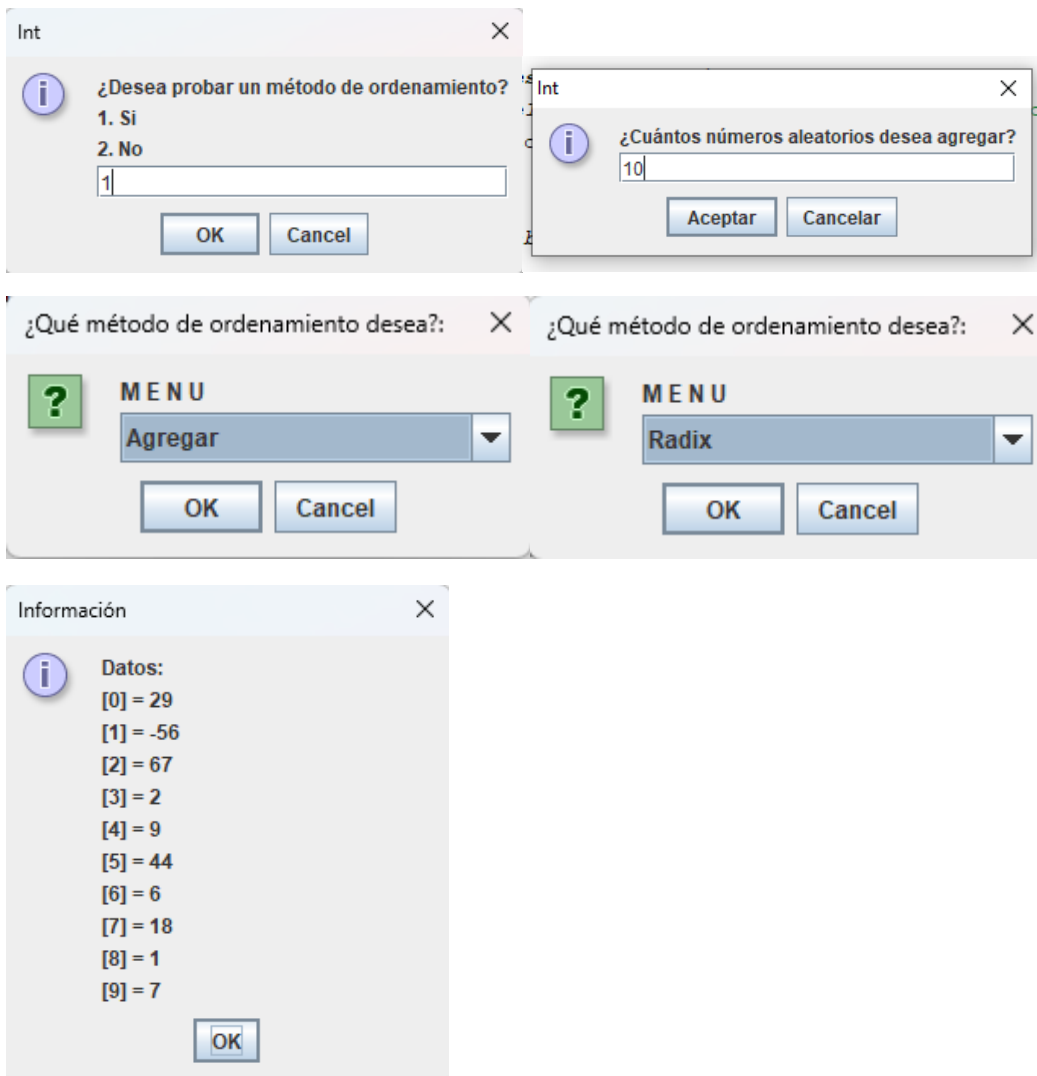 Int
¿Desea probar un método de ordenamiento?
1. Si
2. No
1
OK Cancel
Int
¿Cuántos números aleatorios desea agregar?
10
Aceptar Cancelar
¿Qué método de ordenamiento desea?:
M E N U
Agregar
OK Cancel
¿Qué método de ordenamiento desea?:
M E N U
Radix
OK Cancel
Información
Datos:
[0] = 29
[1] = -56
[2] = 67
[3] = 2
[4] = 9
[5] = 44
[6] = 6
[7] = 18
[8] = 1
[9] = 7
OK